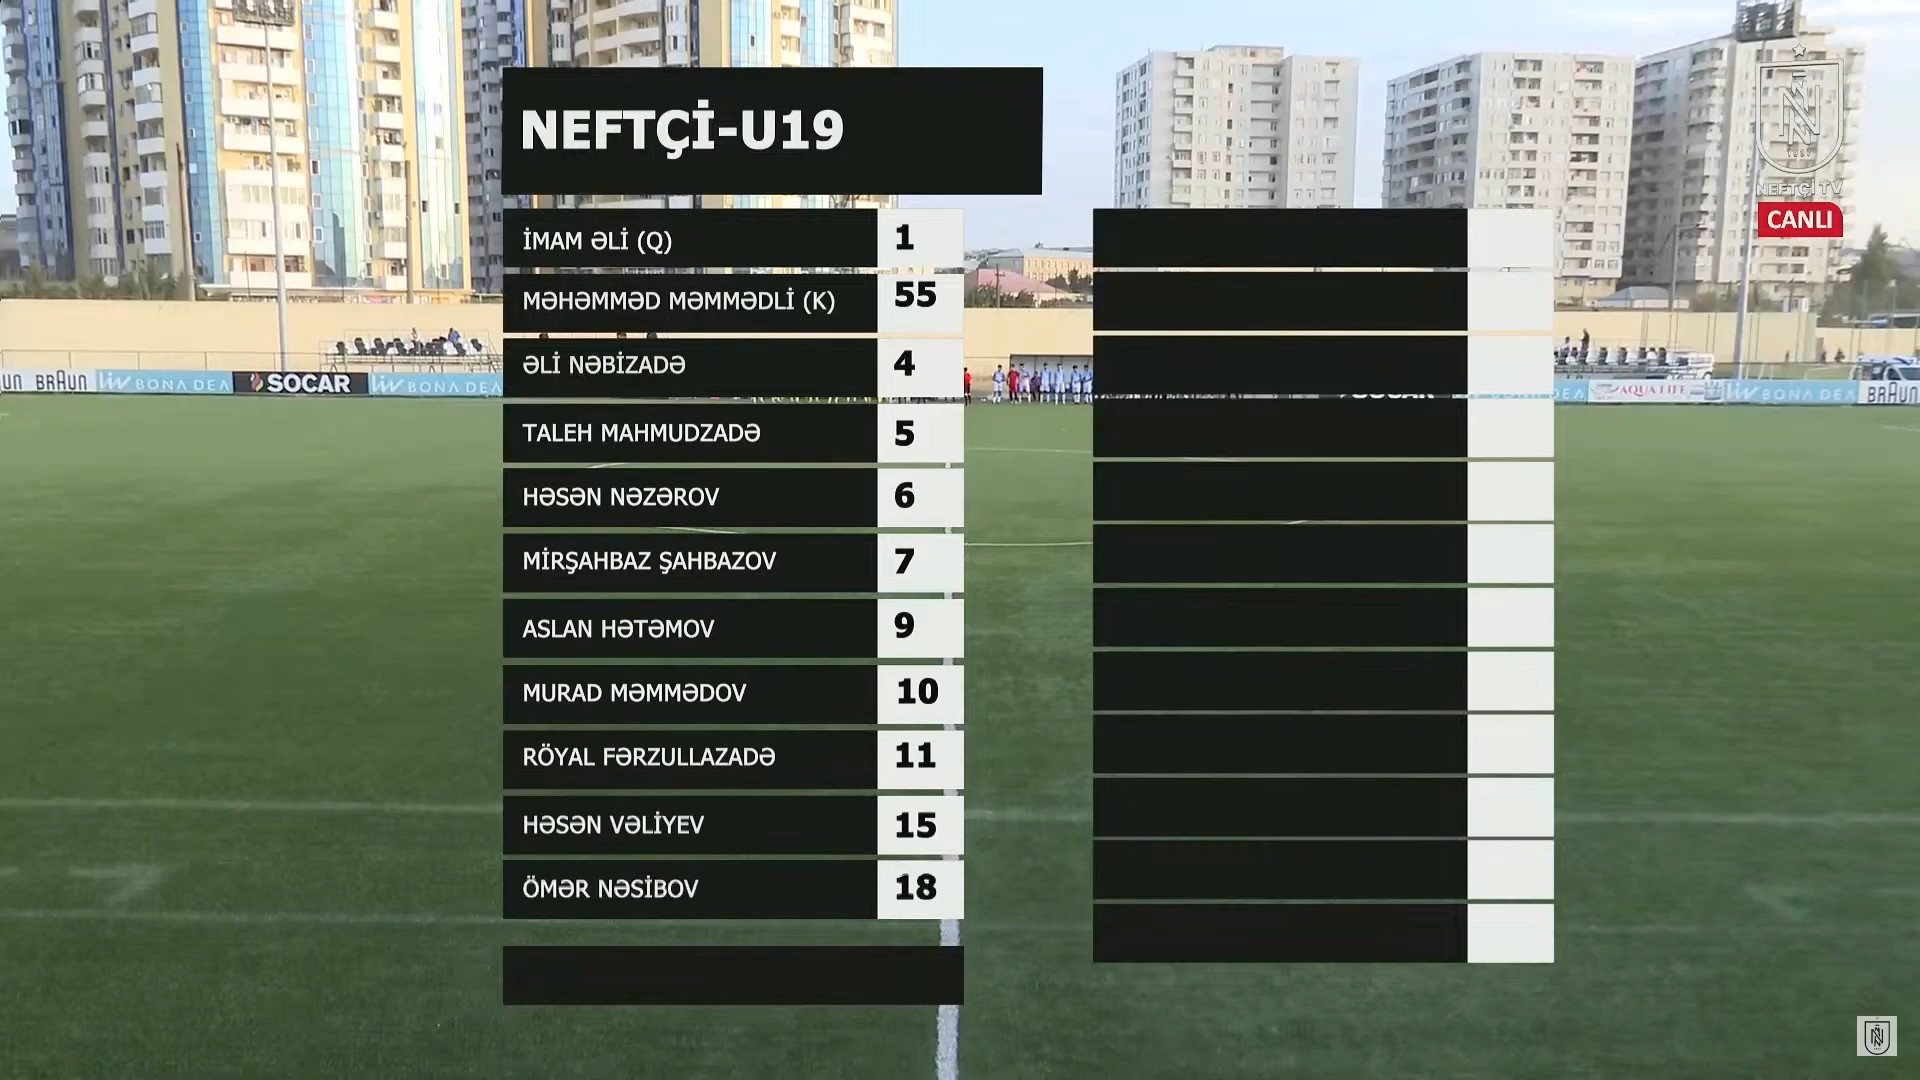 NEFTÇİ-U19
İMAM ƏLİ (Q) 1
MƏHƏMMƏD MƏMMƏDLİ (K) 55
ƏLİ NƏBİZADƏ 4
TALEH MAHMUDZADƏ 5
HƏSƏN NƏZƏROV 6
MİRŞAHBAZ ŞAHBAZOV 7
ASLAN HƏTƏMOV 9
MURAD MƏMMƏDOV 10
RÖYAL FƏRZULLAZADƏ 11
HƏSƏN VƏLİYEV 15
ÖMƏR NƏSİBOV 18
NEFTÇİ TV
CANLI
BRAUN
BONA DEA
SOCAR
BONA DEA
SOCAR
AQUA LIFE
BONA DEA
BRAUN